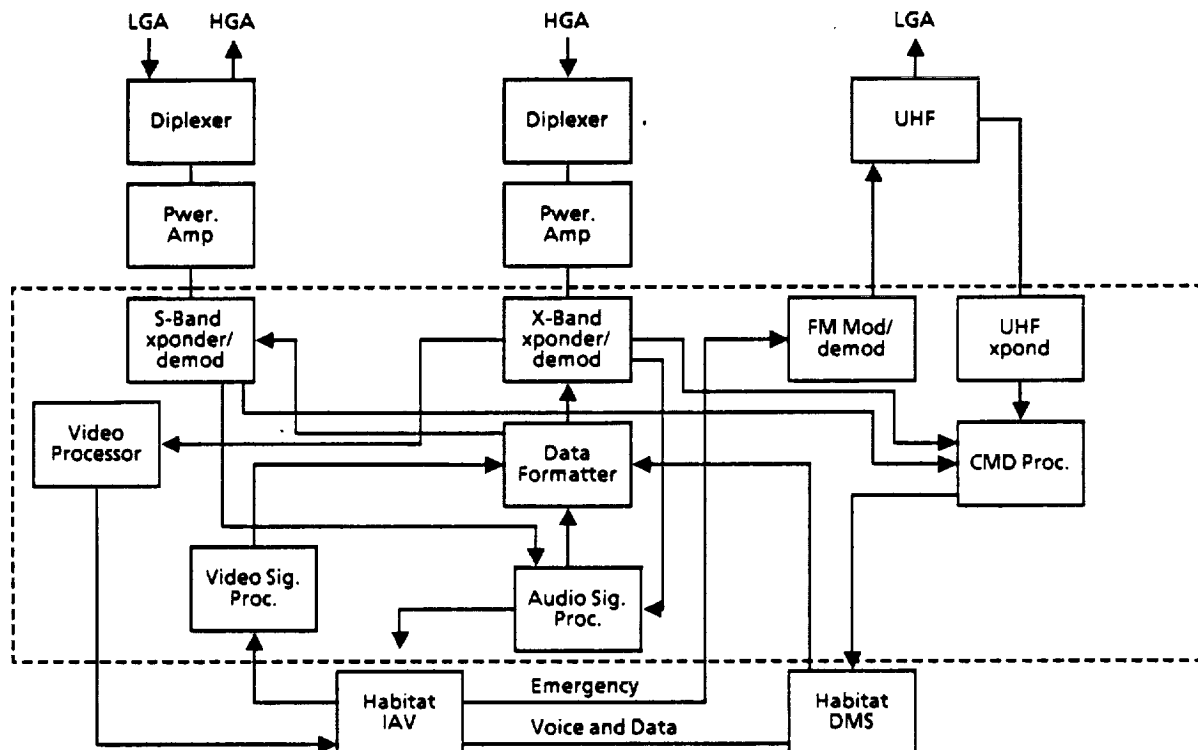 LGA HGA HGA LGA
Diplexer Diplexer UHF
Pwer.
Amp
Pwer.
Amp
S-Band
xponder/
demod
X-Band
xponder/
demod
FM Mod/
demod
UHF
xpond
Video
Processor
Data
Formatter
CMD Proc.
Video Sig.
Proc.
Audio Sig.
Proc.
Habitat
IAV
Emergency
Voice and Data
Habitat
DMS